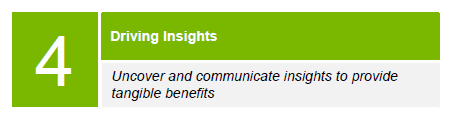 4
Driving Insights
Uncover and communicate insights to provide
tangible benefits